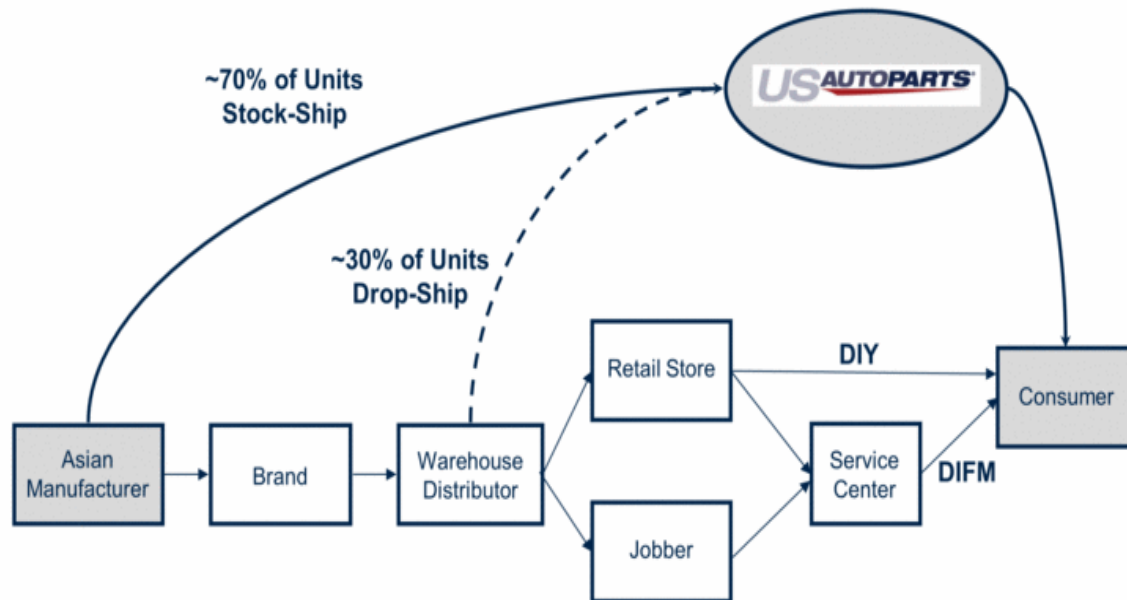 ~70% of Units
Stock-Ship
US AUTOPARTS®
~30% of Units
Drop-Ship
Retail Store
DIY
Consumer
Asian
Manufacturer
Brand
Warehouse
Distributor
Service
Center
DIFM
Jobber